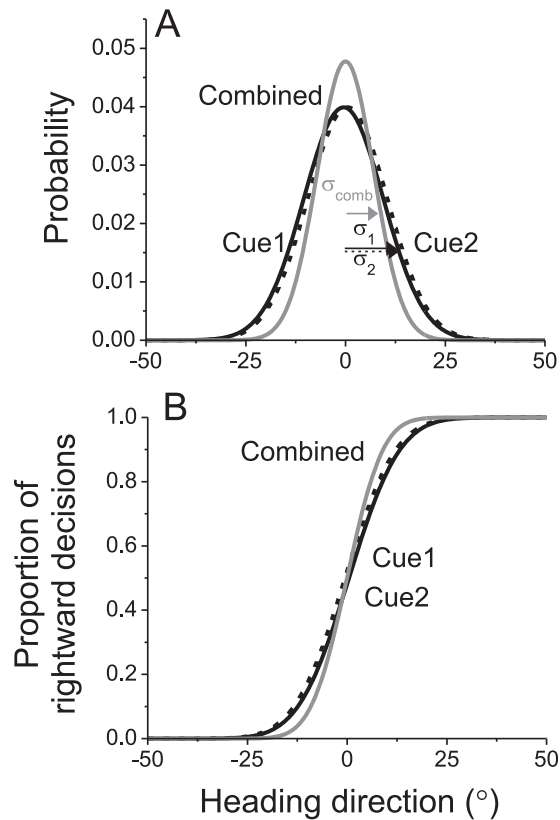 A
0.05
0.04
0.03
0.02
0.01
0.00
Probability
Combined
σcomb
σ1
σ2
Cue1
Cue2
-50
-25
0
25
50
B
1.0
0.8
0.6
0.4
0.2
0.0
Proportion of
rightward decisions
Combined
Cue1
Cue2
-50
-25
0
25
50
Heading direction (°)